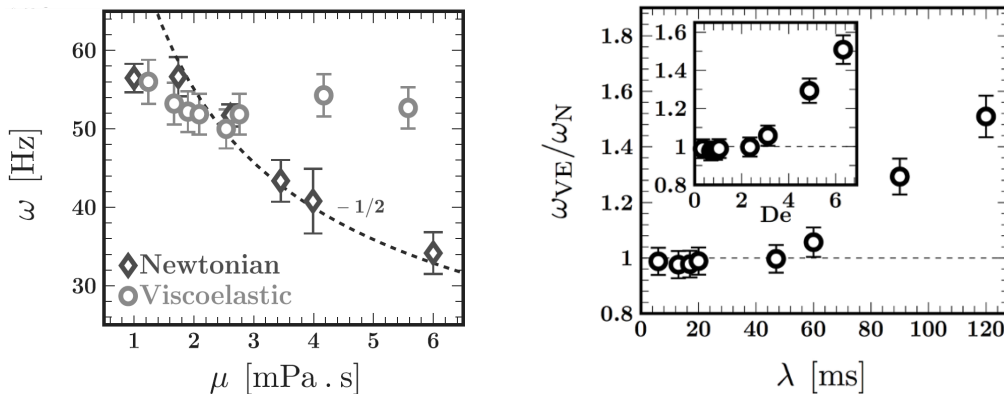 60
50
40
30
1 2 3 4 5 6
ω [Hz]
μ [mPa . s]
− 1/2
Newtonian
Viscoelastic
1.8
1.6
1.4
1.2
1
0.8
0 20 40 60 80 100 120
ω_VE/ω_N
λ [ms]
1.6
1.4
1.2
1
0.8
0 2 4 6
De